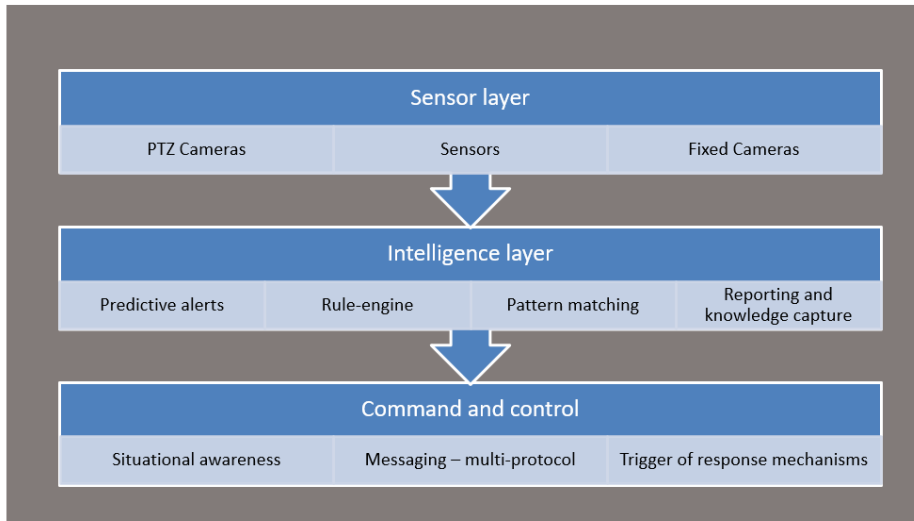 Sensor layer
PTZ Cameras
Sensors
Fixed Cameras
Intelligence layer
Predictive alerts
Rule-engine
Pattern matching
Reporting and
knowledge capture
Command and control
Situational awareness
Messaging – multi-protocol
Trigger of response mechanisms